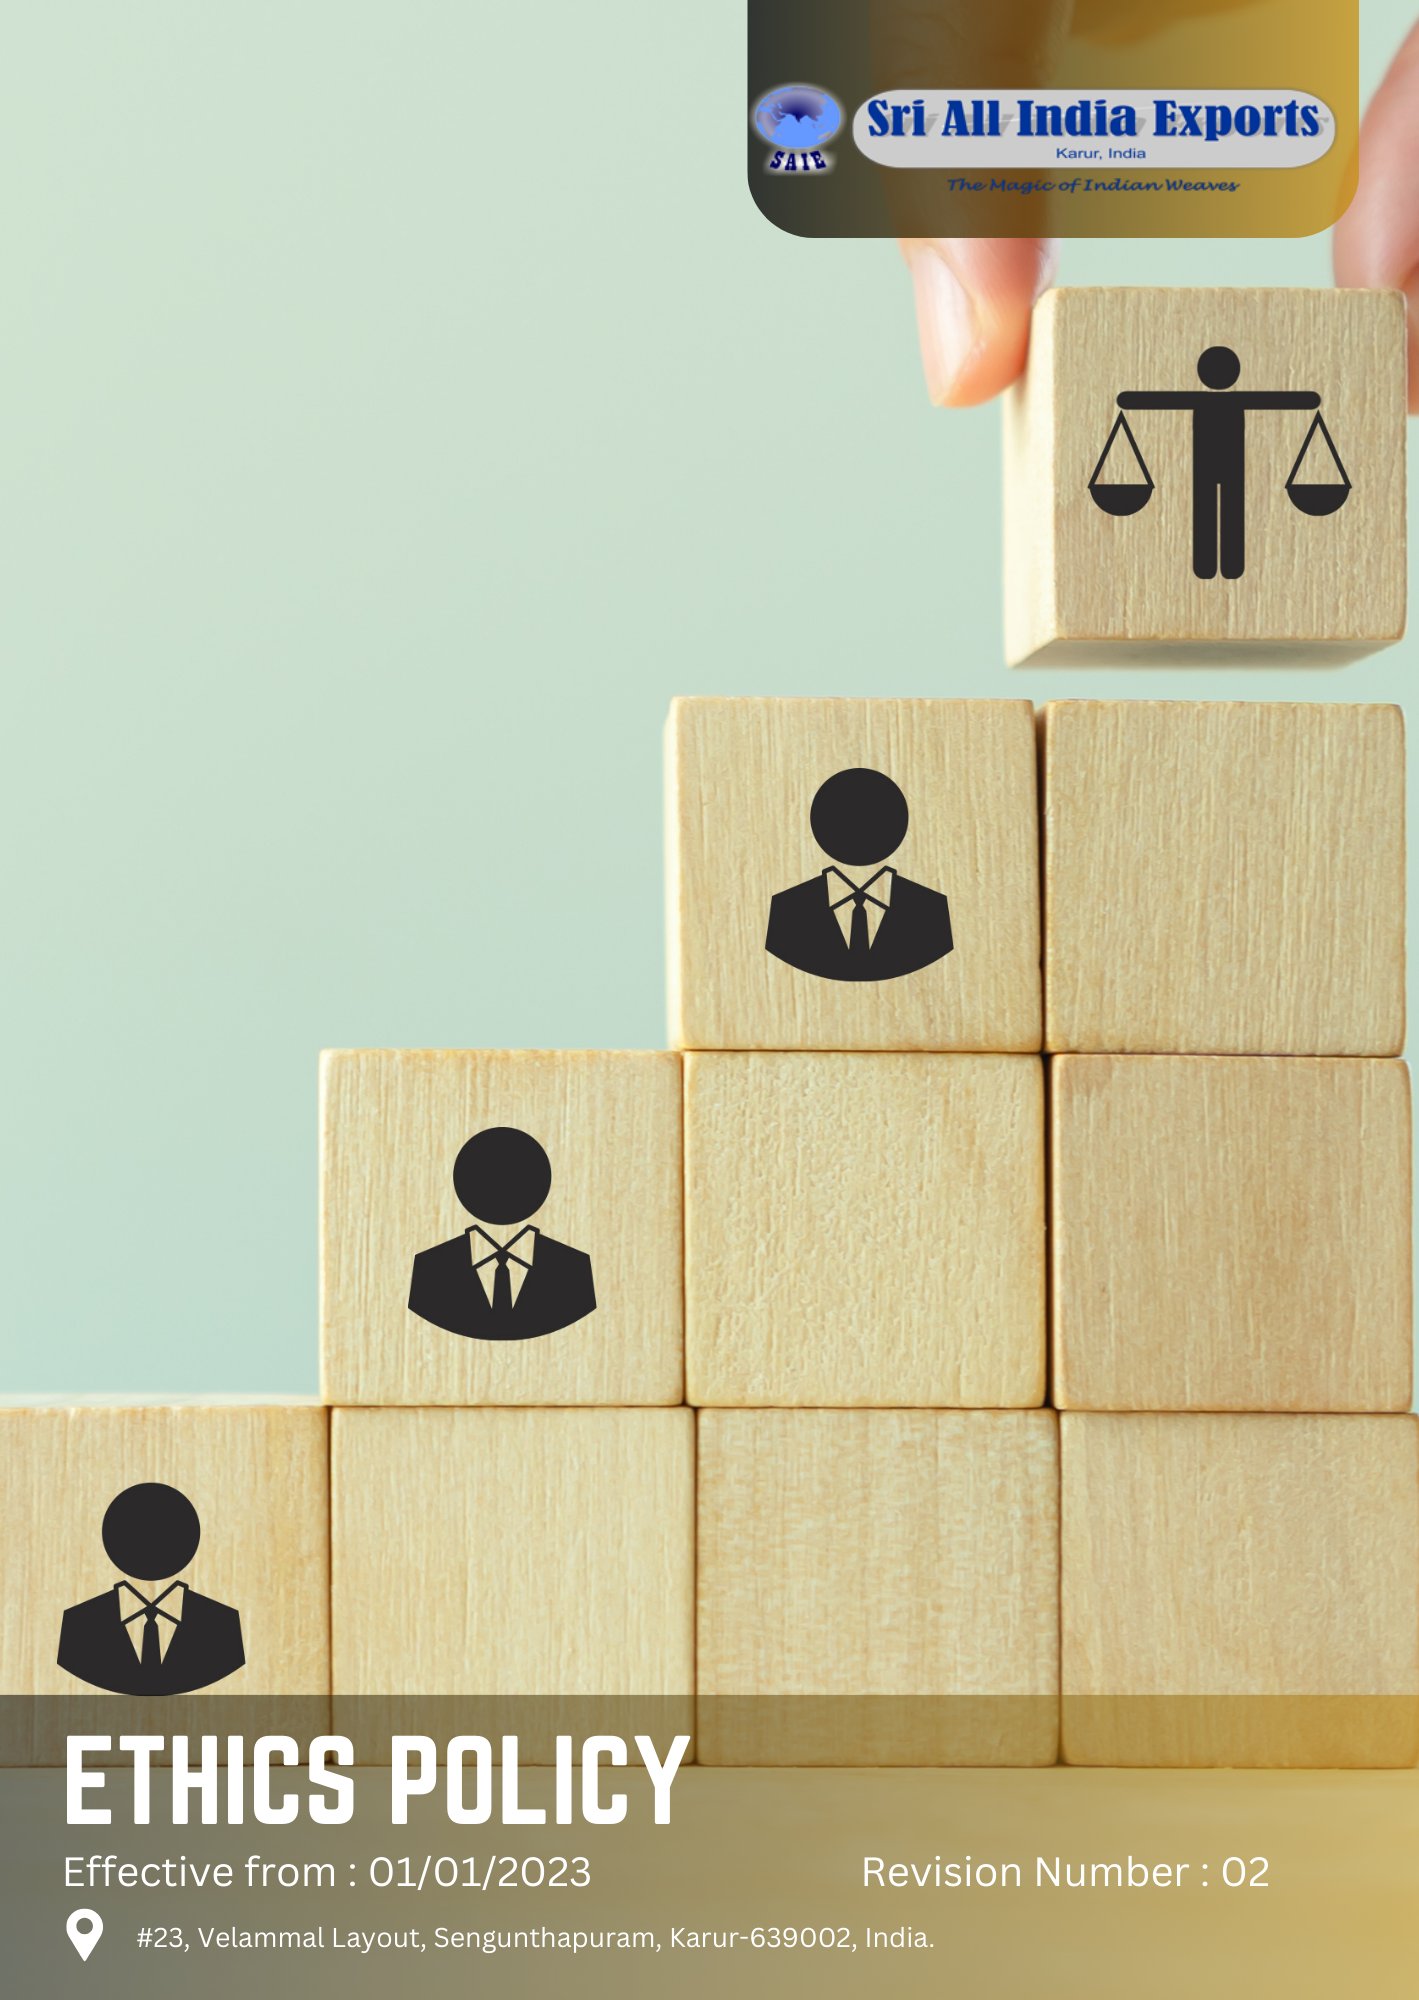 Sri All India Exports
Karur, India
SAIE
The Magic of Indian Weaves
ETHICS POLICY
Effective from : 01/01/2023
Revision Number : 02
#23, Velammal Layout, Sengunthapuram, Karur-639002, India.